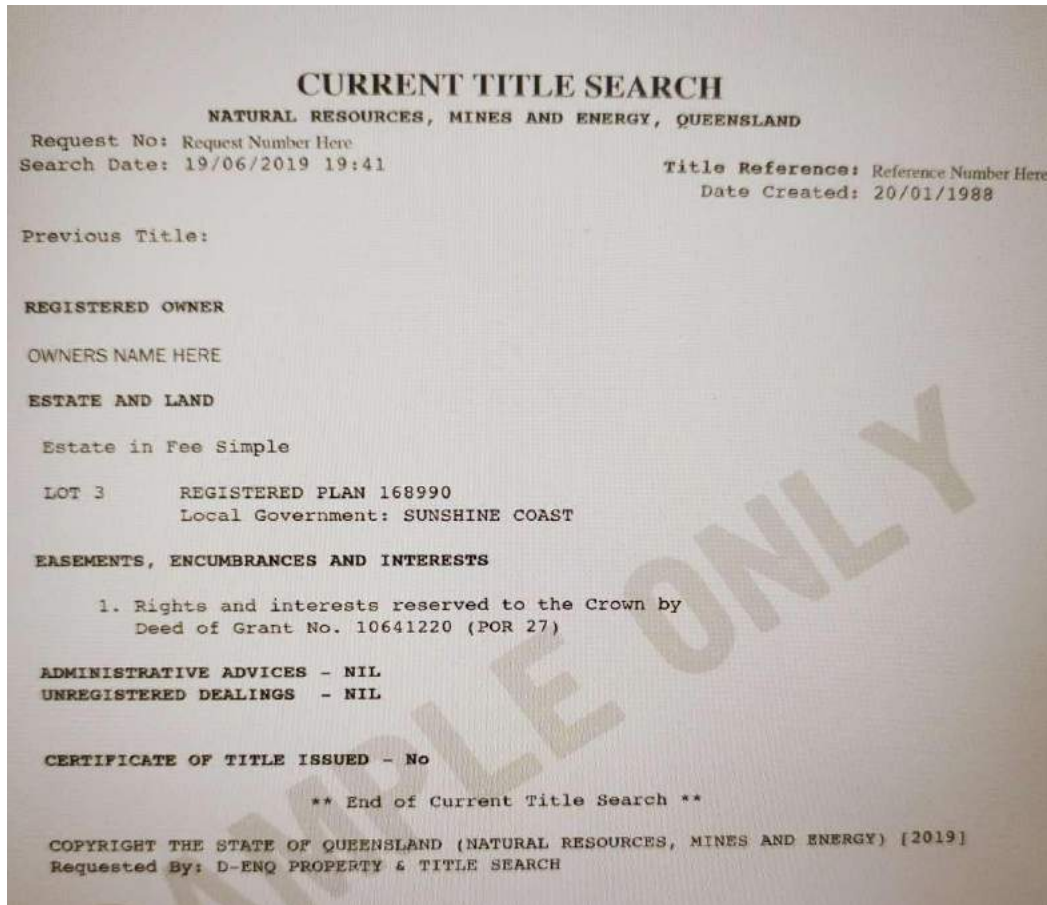 CURRENT TITLE SEARCH
NATURAL RESOURCES, MINES AND ENERGY, QUEENSLAND
Request No: Request Number Here
Search Date: 19/06/2019 19:41
Title Reference: Reference Number Here
Date Created: 20/01/1988
Previous Title:
REGISTERED OWNER
OWNERS NAME HERE
ESTATE AND LAND
Estate in Fee Simple
LOT 3 REGISTERED PLAN 168990
Local Government: SUNSHINE COAST
EASEMENTS, ENCUMBRANCES AND INTERESTS
1. Rights and interests reserved to the Crown by
Deed of Grant No. 10641220 (POR 27)
ADMINISTRATIVE ADVICES - NIL
UNREGISTERED DEALINGS - NIL
CERTIFICATE OF TITLE ISSUED - No
** End of Current Title Search **
COPYRIGHT THE STATE OF QUEENSLAND (NATURAL RESOURCES, MINES AND ENERGY) [2019]
Requested By: D-ENQ PROPERTY & TITLE SEARCH
AMPLE ONLY